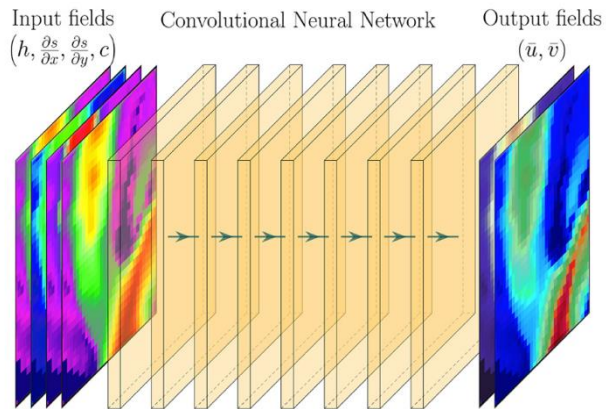 Input fields
(h, ∂s/∂x, ∂s/∂y, c)
Convolutional Neural Network
Output fields
(ū, v̄)